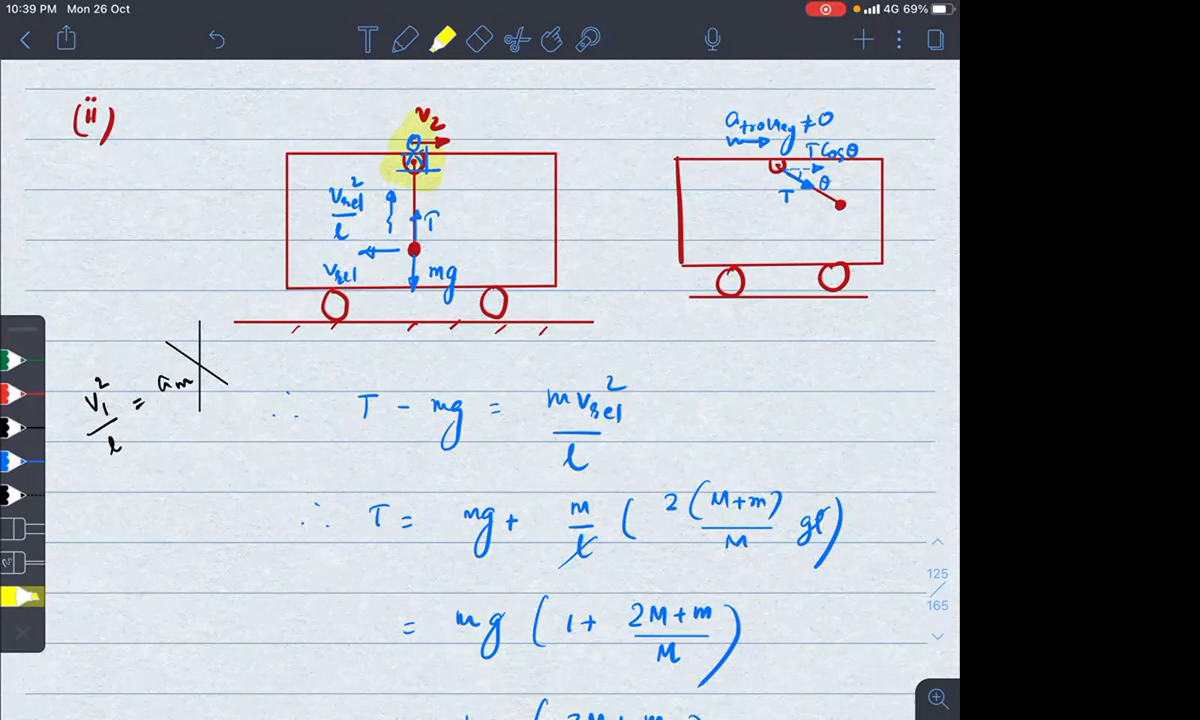 10:39 PM Mon 26 Oct
4G 69%
(ii)
v₂
a_trolley ≠ 0
T Cosθ
θ
T
v_rel²/l
T
v_rel
mg
v₁²/l = a_m
∴ T - mg = m v_rel²/l
∴ T = mg + m/l ( 2 (M+m)/M gl )
= mg ( 1 + 2M+m/M )
125
165